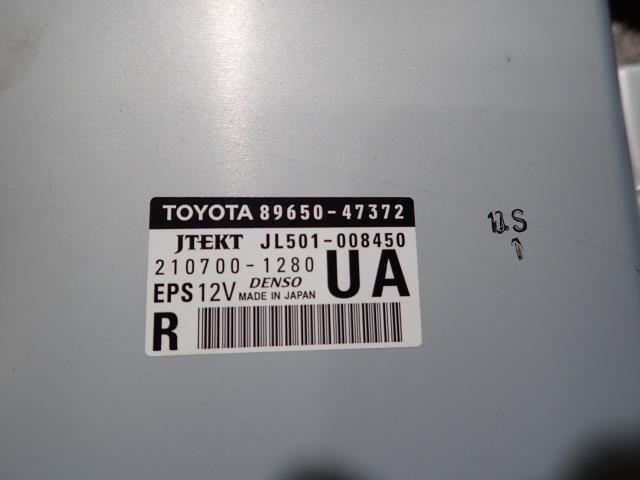 TOYOTA 89650-47372
JTEKT JL501-008450
210700-1280 UA
EPS 12V DENSO MADE IN JAPAN
R